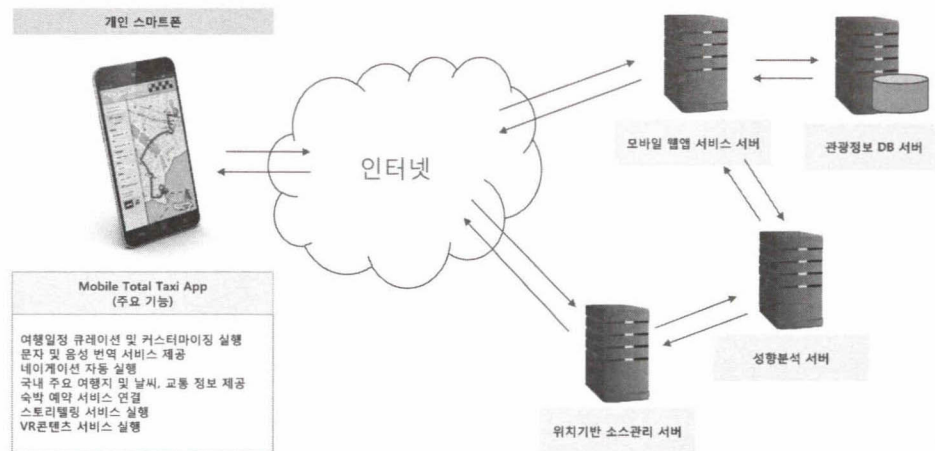 개인 스마트폰
인터넷
모바일 웹앱 서비스 서버
관광정보 DB 서버
성향분석 서버
위치기반 소스관리 서버
Mobile Total Taxi App
(주요 기능)
여행일정 큐레이션 및 커스터마이징 실행
문자 및 음성 번역 서비스 제공
네이게이션 자동 실행
국내 주요 여행지 및 날씨, 교통 정보 제공
숙박 예약 서비스 연결
스토리텔링 서비스 실행
VR콘텐츠 서비스 실행